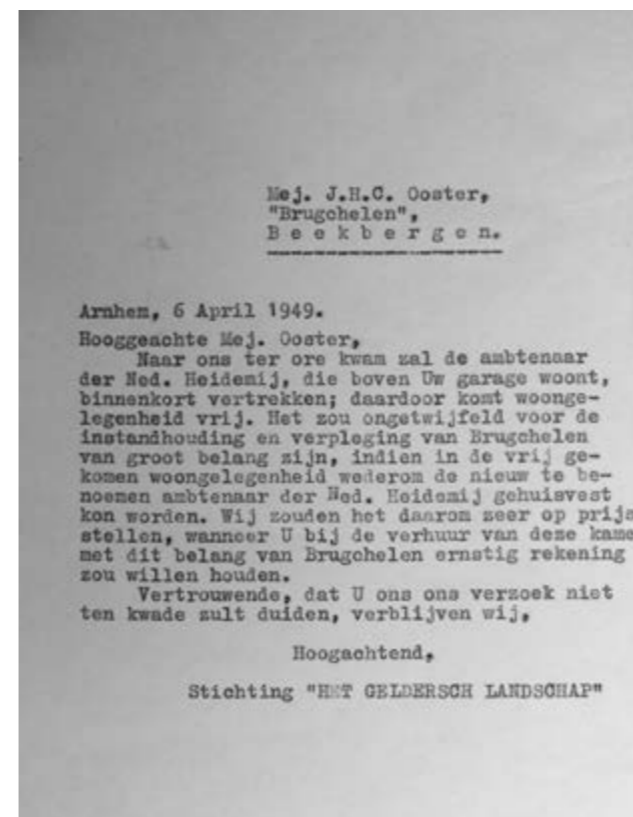 Mej. J.H.C. Ooster,
"Brugchelen",
B e e k b e r g e n.
Arnhem, 6 April 1949.
Hooggeachte Mej. Ooster,
Naar ons ter ore kwam zal de ambtenaar
der Ned. Heidemij, die boven Uw garage woont,
binnenkort vertrekken; daardoor komt woonge-
legenheid vrij. Het zou ongetwijfeld voor de
instandhouding en verpleging van Brugchelen
van groot belang zijn, indien in de vrij ge-
komen woongelegenheid wederom de nieuw te be-
noemen ambtenaar der Ned. Heidemij gehuisvest
kon worden. Wij zouden het daarom zeer op prijs
stellen, wanneer U bij de verhuur van deze kame
met dit belang van Brugchelen ernstig rekening
zou willen houden.
Vertrouwende, dat U ons ons verzoek niet
ten kwade zult duiden, verblijven wij,
Hoogachtend,
Stichting "HET GELDERSCH LANDSCHAP"